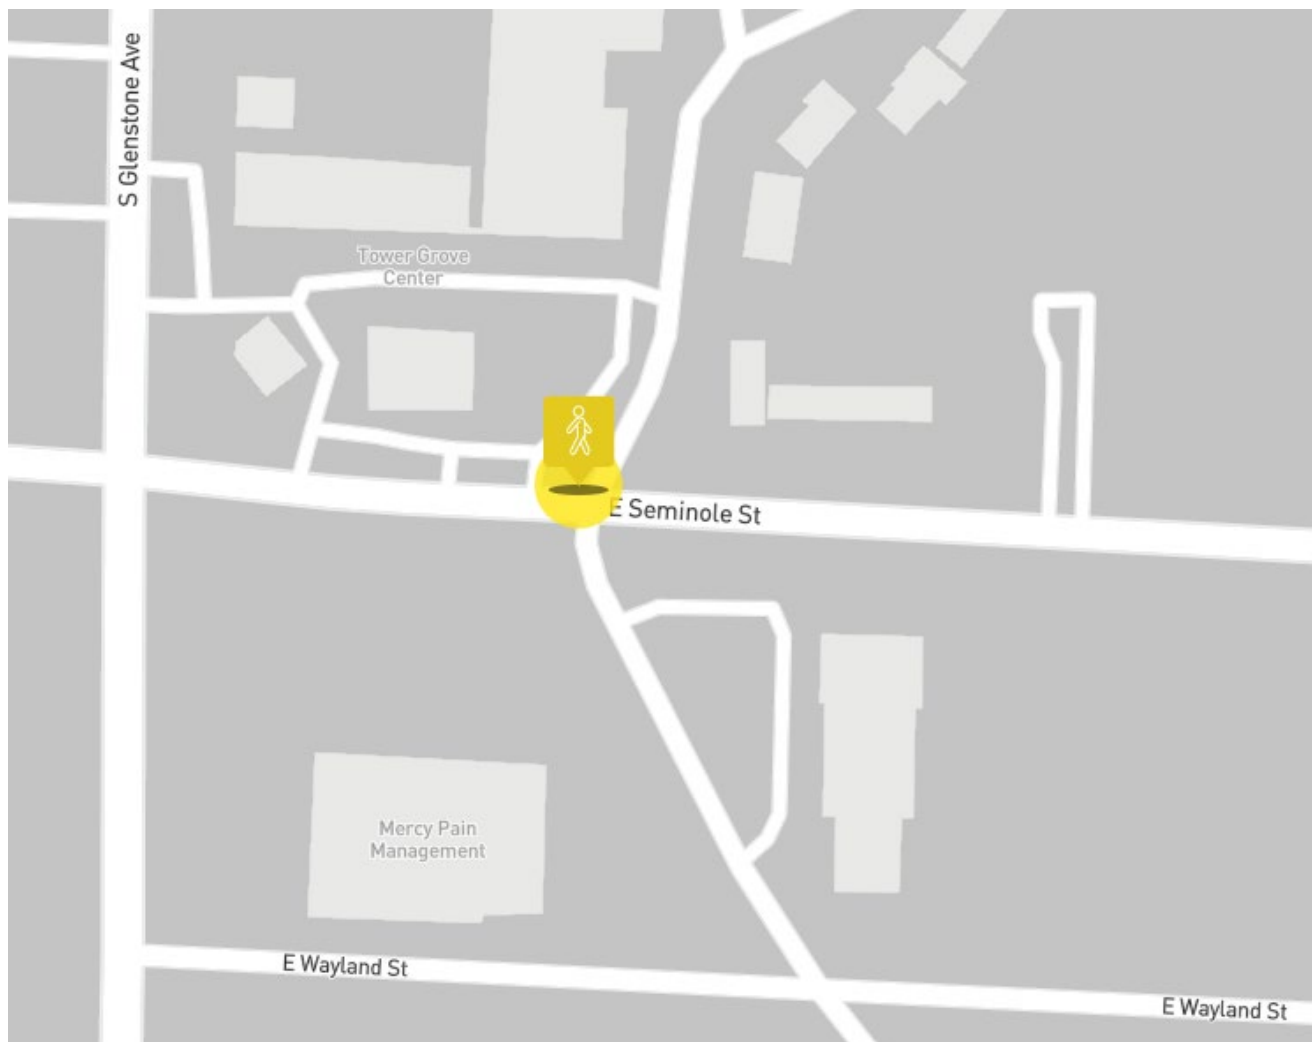 S Glenstone Ave
Tower Grove
Center
E Seminole St
Mercy Pain
Management
E Wayland St
E Wayland St